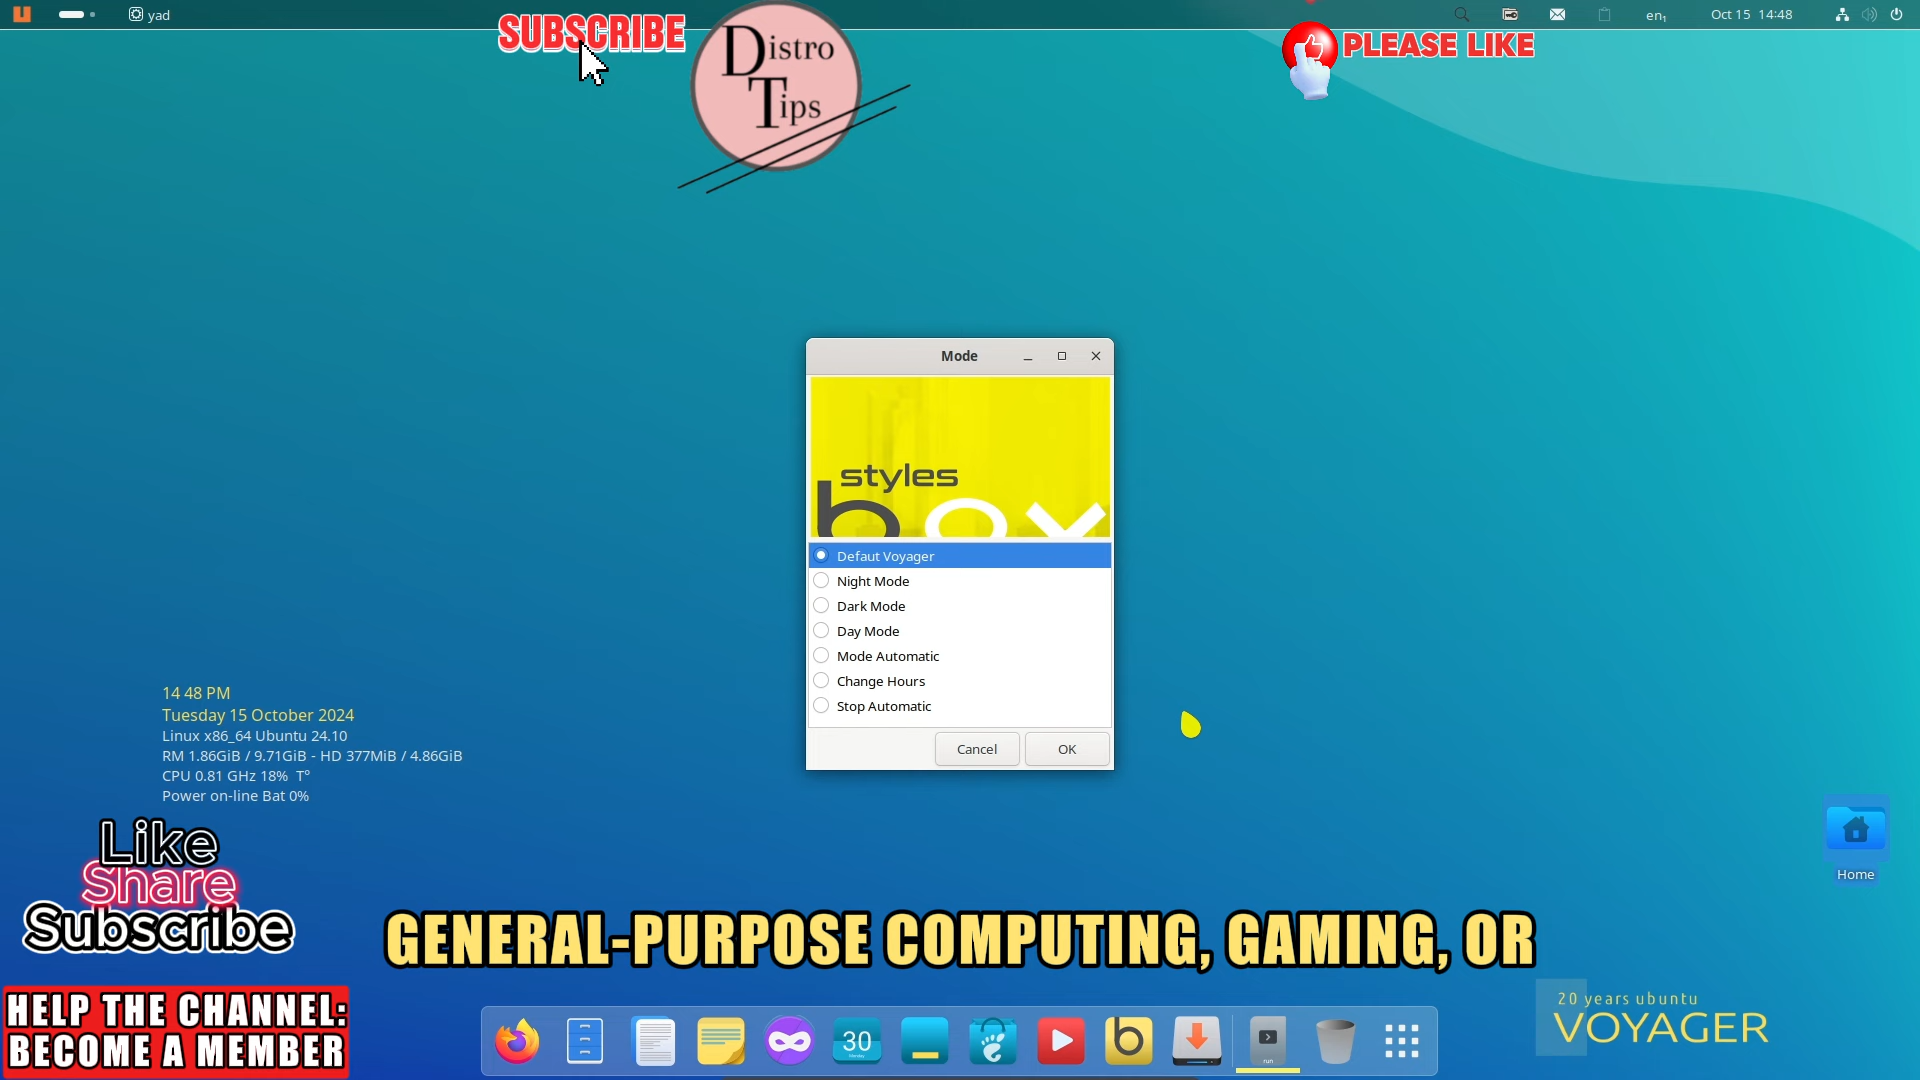 yad
en₁
Oct 15 14:48
SUBSCRIBE
Distro
Tips
PLEASE LIKE
Mode
styles
box
Defaut Voyager
Night Mode
Dark Mode
Day Mode
Mode Automatic
Change Hours
Stop Automatic
Cancel
OK
14 48 PM
Tuesday 15 October 2024
Linux x86_64 Ubuntu 24.10
RM 1.86GiB / 9.71GiB - HD 377MiB / 4.86GiB
CPU 0.81 GHz 18% T°
Power on-line Bat 0%
Home
Like
Share
Subscribe
GENERAL-PURPOSE COMPUTING, GAMING, OR
HELP THE CHANNEL:
BECOME A MEMBER
30
b
run
20 years ubuntu
VOYAGER